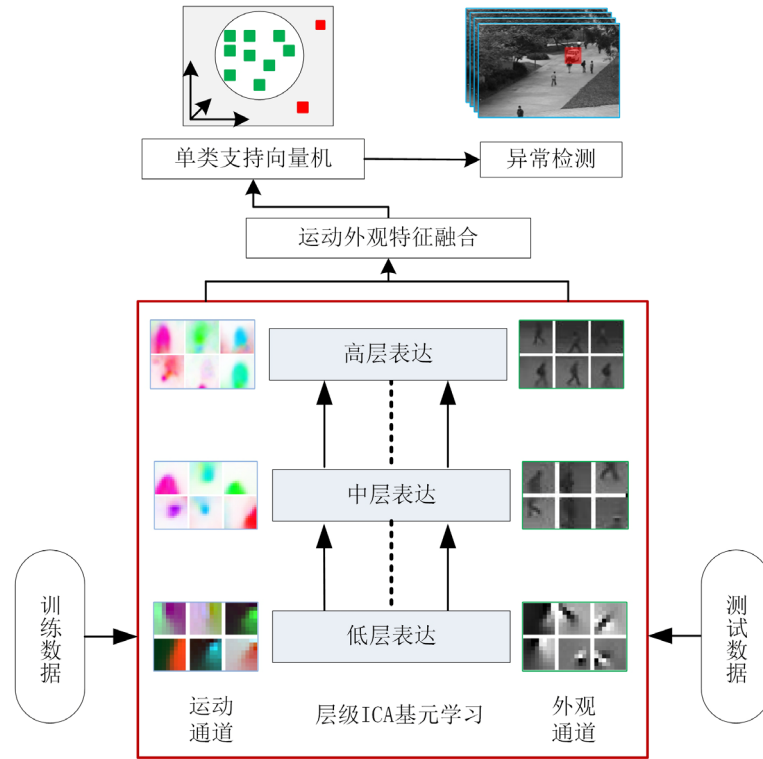 单类支持向量机
异常检测
运动外观特征融合
高层表达
中层表达
低层表达
训练数据
测试数据
运动
通道
层级ICA基元学习
外观
通道